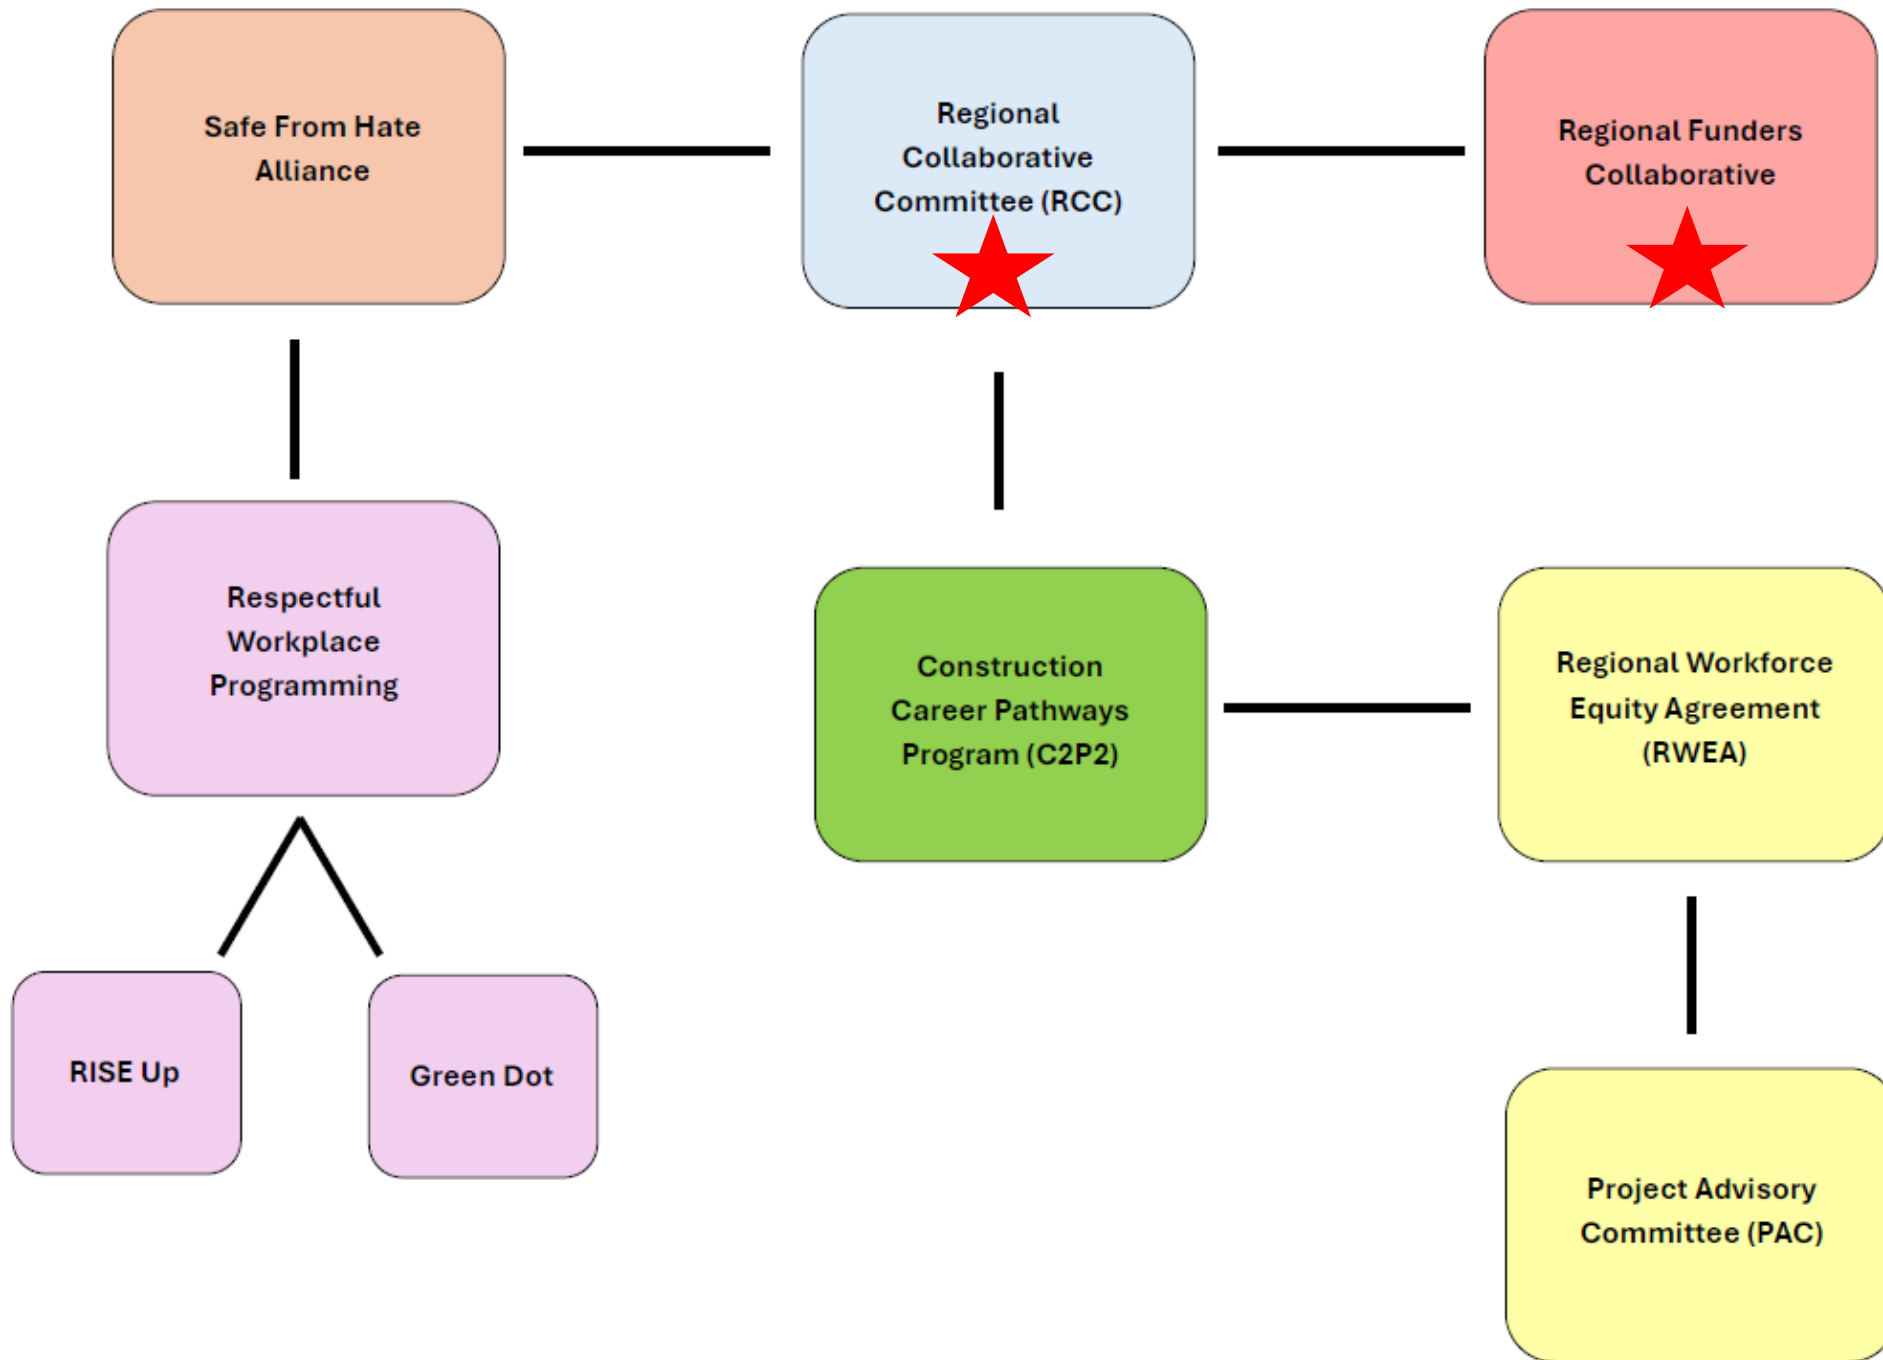 Safe From Hate
Alliance
Regional
Collaborative
Committee (RCC)
Regional Funders
Collaborative
Respectful
Workplace
Programming
Construction
Career Pathways
Program (C2P2)
Regional Workforce
Equity Agreement
(RWEA)
RISE Up
Green Dot
Project Advisory
Committee (PAC)